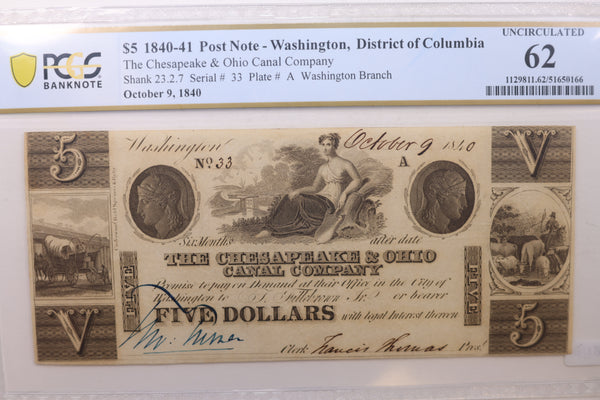 $5 1840-41 Post Note - Washington, District of Columbia
The Chesapeake & Ohio Canal Company
Shank 23.2.7 Serial # 33 Plate # A Washington Branch
October 9, 1840
PCGS
BANKNOTE
UNCIRCULATED
62
1129811.62/51650166
5
Washington October 9 1840
No 33 A
V
Six Months after date
THE CHESAPEAKE & OHIO
CANAL COMPANY
FIVE
FIVE
Promise to pay on Demand at their Office in the City of
Washington to or bearer
FIVE DOLLARS with legal Interest thereon
V
5
Clerk Francis Thomas Prest